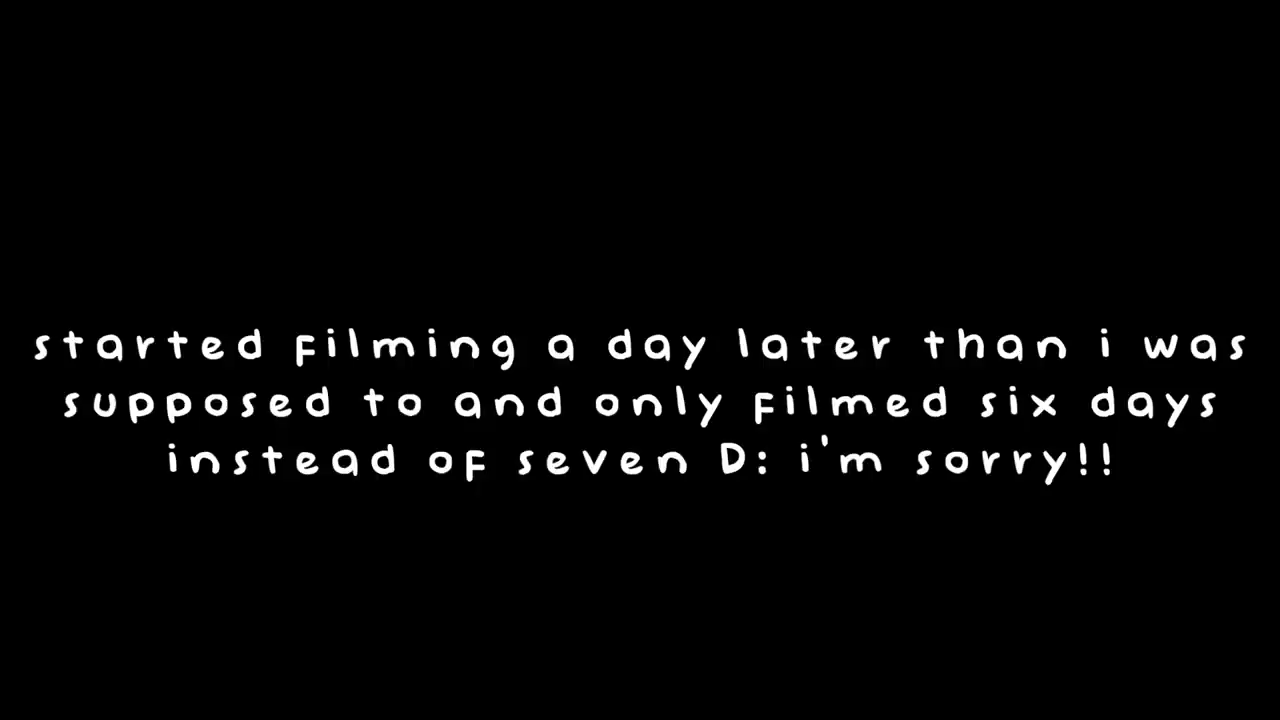 started filming a day later than i was
supposed to and only filmed six days
instead of seven D: i'm sorry!!